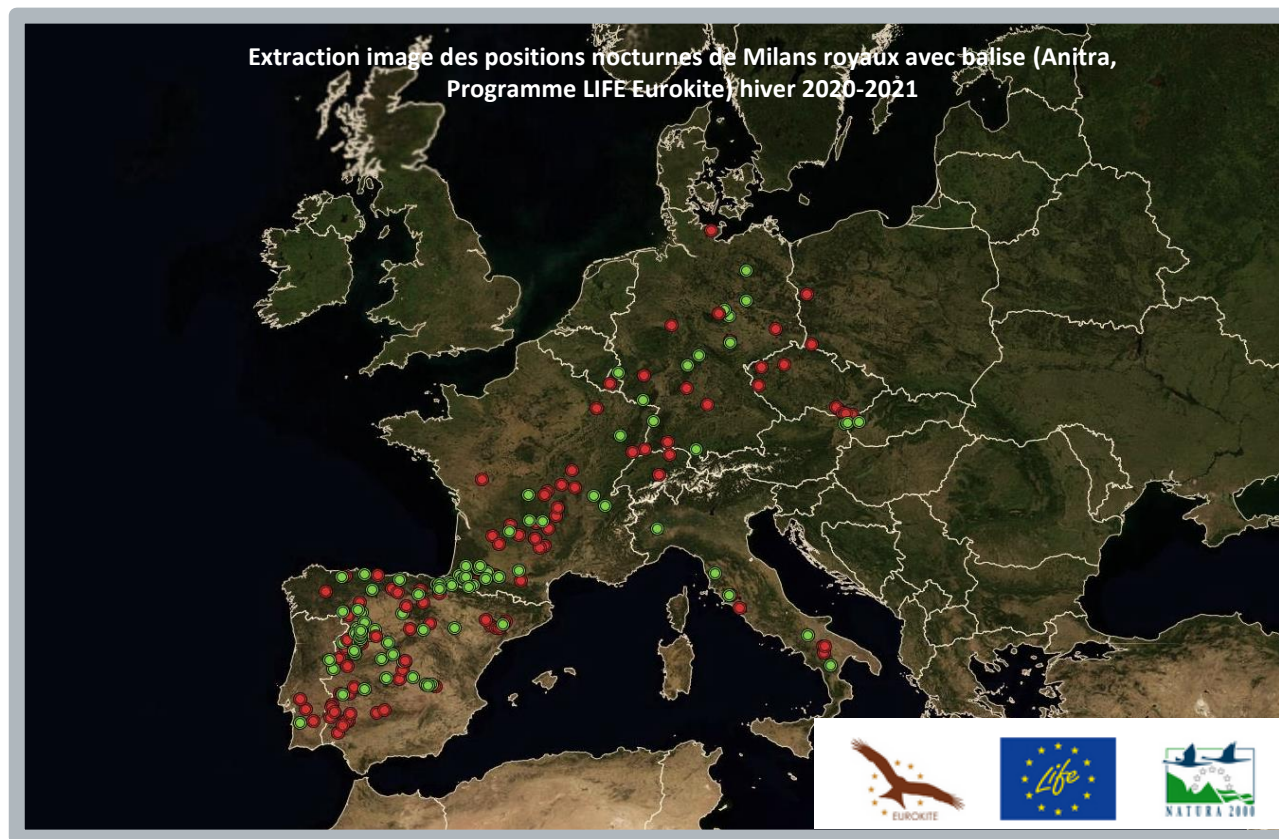 Extraction image des positions nocturnes de Milans royaux avec balise (Anitra,
Programme LIFE Eurokite) hiver 2020-2021
EUROKITE
Life
NATURA 2000